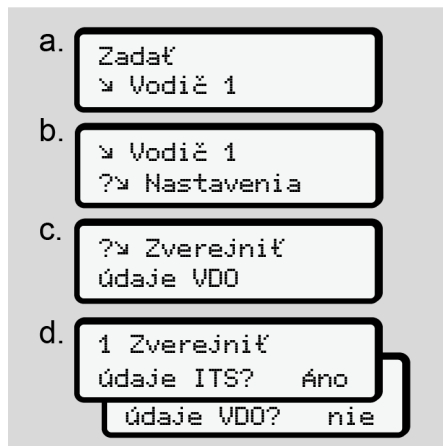 a.
Zadať
↘ Vodič 1
b.
↘ Vodič 1
?↘ Nastavenia
c.
?↘ Zverejniť
údaje VDO
d.
1 Zverejniť
údaje ITS? Áno
údaje VDO? nie